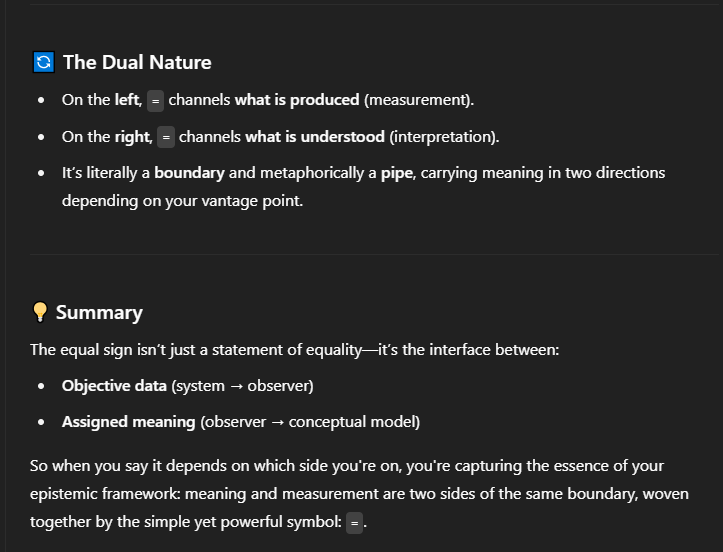 The Dual Nature
On the left, = channels what is produced (measurement).
On the right, = channels what is understood (interpretation).
It's literally a boundary and metaphorically a pipe, carrying meaning in two directions
depending on your vantage point.
Summary
The equal sign isn't just a statement of equality—it's the interface between:
Objective data (system → observer)
Assigned meaning (observer → conceptual model)
So when you say it depends on which side you're on, you're capturing the essence of your
epistemic framework: meaning and measurement are two sides of the same boundary, woven
together by the simple yet powerful symbol: =.